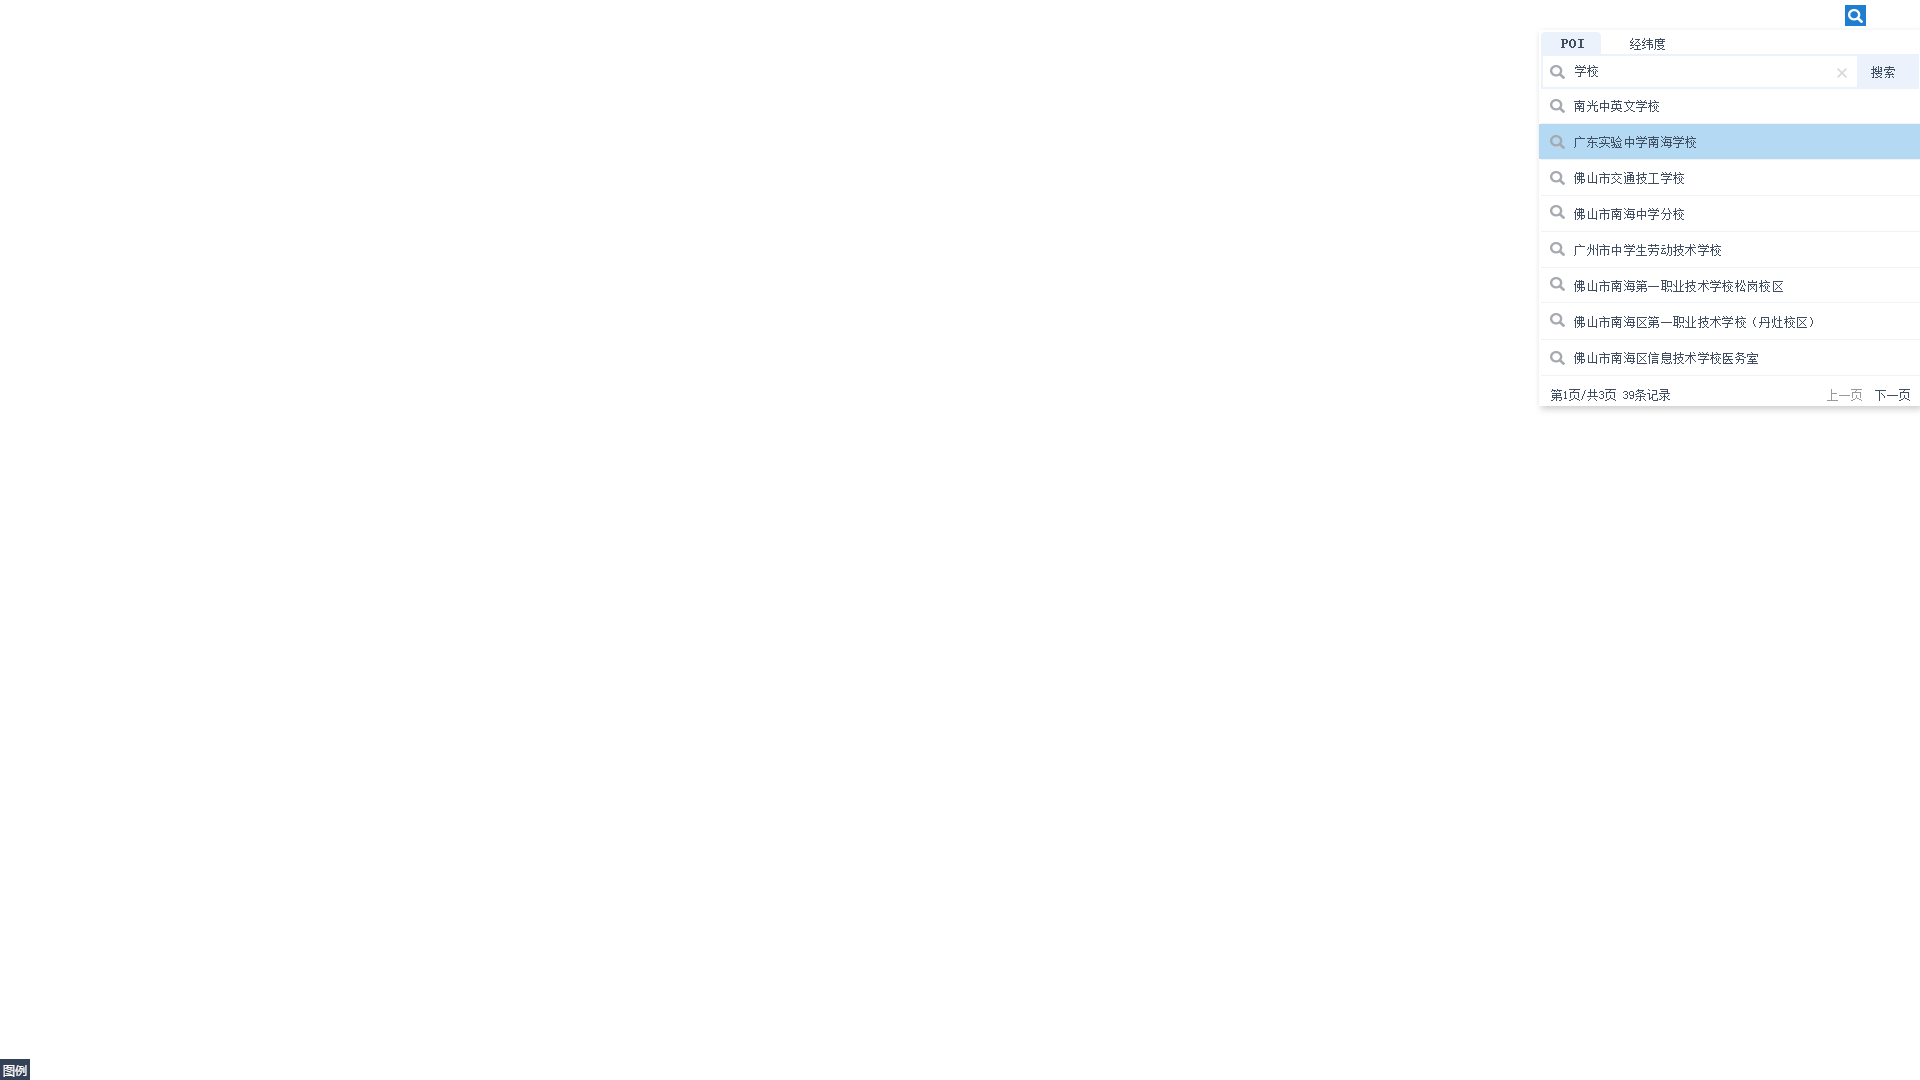 POI 经纬度
学校 搜索
南光中英文学校
广东实验中学南海学校
佛山市交通技工学校
佛山市南海中学分校
广州市中学生劳动技术学校
佛山市南海第一职业技术学校松岗校区
佛山市南海区第一职业技术学校（丹灶校区）
佛山市南海区信息技术学校医务室
第1页/共3页 39条记录 上一页 下一页
图例